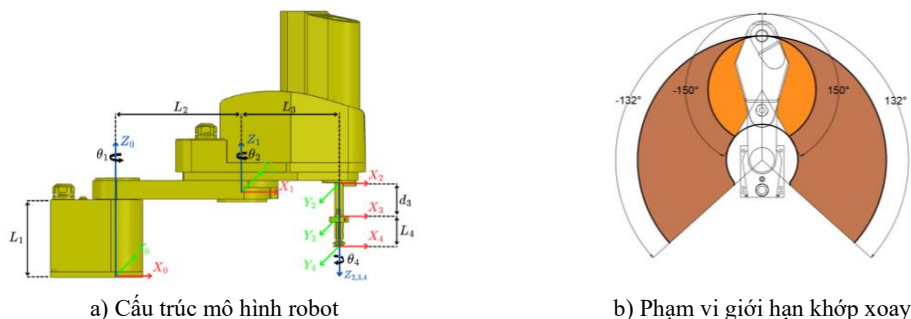 L₂
L₃
Z₀
Z₁
θ₁
θ₂
Y₁
X₁
X₂
Y₂
d₃
X₃
Y₃
L₄
X₄
Y₄
θ₄
Z₂,₃,₄
L₁
Y₀
X₀
-132°
-150°
150°
132°
a) Cấu trúc mô hình robot
b) Phạm vi giới hạn khớp xoay